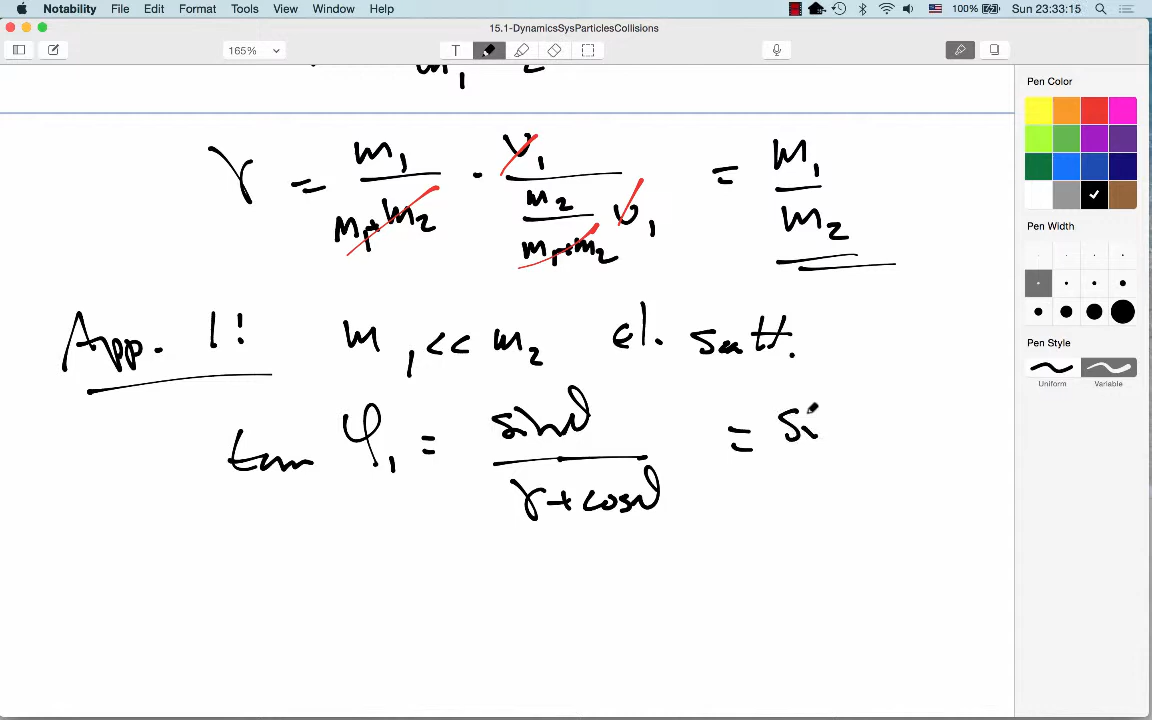 Notability File Edit Format Tools View Window Help 100% Sun 23:33:15
15.1-DynamicsSysParticlesCollisions
165% T
Pen Color
Pen Width
Pen Style
Uniform Variable
m₁
γ = m₁/(m₁+m₂) · v₁/((m₂/(m₁+m₂)) v₁) = m₁/m₂
App. 1: m₁ << m₂ el. scatt.
tan φ₁ = sinϑ/(γ+cosϑ) = si